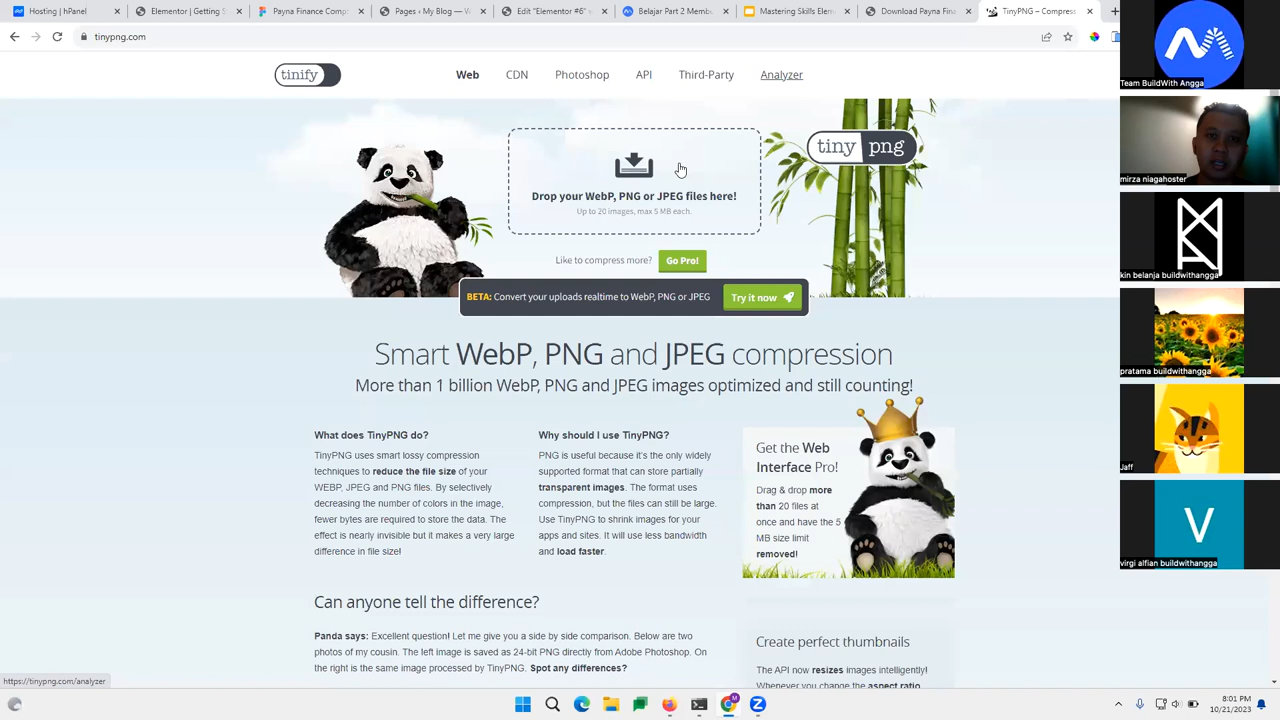 Hosting | hPanel
Elementor | Getting S
Payna Finance Comp
Pages ‹ My Blog — W
Edit "Elementor #6" w
Belajar Part 2 Memb
Mastering Skills Eleme
Download Payna Fina
TinyPNG – Compress
tinypng.com
tinify
Web
CDN
Photoshop
API
Third-Party
Analyzer
tiny png
Drop your WebP, PNG or JPEG files here!
Up to 20 images, max 5 MB each.
Like to compress more?
Go Pro!
BETA: Convert your uploads realtime to WebP, PNG or JPEG
Try it now
Smart WebP, PNG and JPEG compression
More than 1 billion WebP, PNG and JPEG images optimized and still counting!
What does TinyPNG do?
TinyPNG uses smart lossy compression
techniques to reduce the file size of your
WEBP, JPEG and PNG files. By selectively
decreasing the number of colors in the image,
fewer bytes are required to store the data. The
effect is nearly invisible but it makes a very large
difference in file size!
Why should I use TinyPNG?
PNG is useful because it's the only widely
supported format that can store partially
transparent images. The format uses
compression, but the files can still be large.
Use TinyPNG to shrink images for your
apps and sites. It will use less bandwidth
and load faster.
Get the Web
Interface Pro!
Drag & drop more
than 20 files at
once and have the 5
MB size limit
removed!
Can anyone tell the difference?
Panda says: Excellent question! Let me give you a side by side comparison. Below are two
photos of my cousin. The left image is saved as 24-bit PNG directly from Adobe Photoshop. On
the right is the same image processed by TinyPNG. Spot any differences?
Create perfect thumbnails
The API now resizes images intelligently!
Whenever you change the aspect ratio
https://tinypng.com/analyzer
8:01 PM
10/21/2023
Team BuildWith Angga
mirza niagahoster
kin belanja buildwithangga
pratama buildwithangga
Jaff
V
virgi alfian buildwithangga